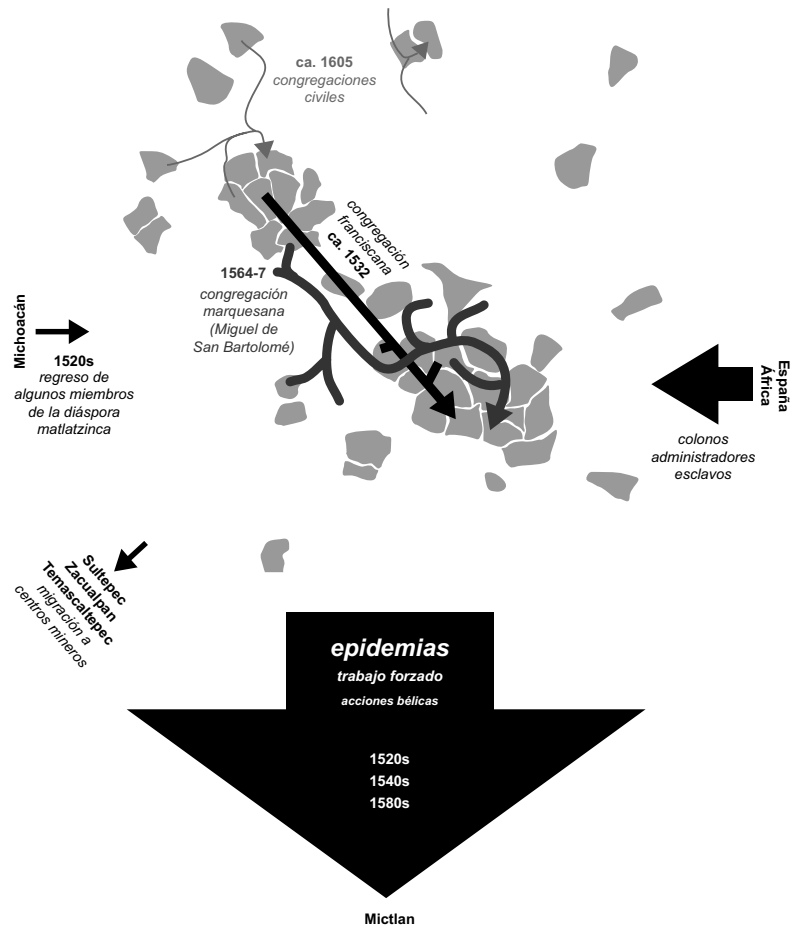 ca. 1605
congregaciones
civiles
congregación
franciscana
ca. 1532
1564-7
congregación
marquesana
(Miguel de
San Bartolomé)
Michoacán
1520s
regreso de
algunos miembros
de la diáspora
matlatzinca
España
África
colonos
administradores
esclavos
Sultepec
Zacualpan
Temascaltepec
migración a
centros mineros
epidemias
trabajo forzado
acciones bélicas
1520s
1540s
1580s
Mictlan